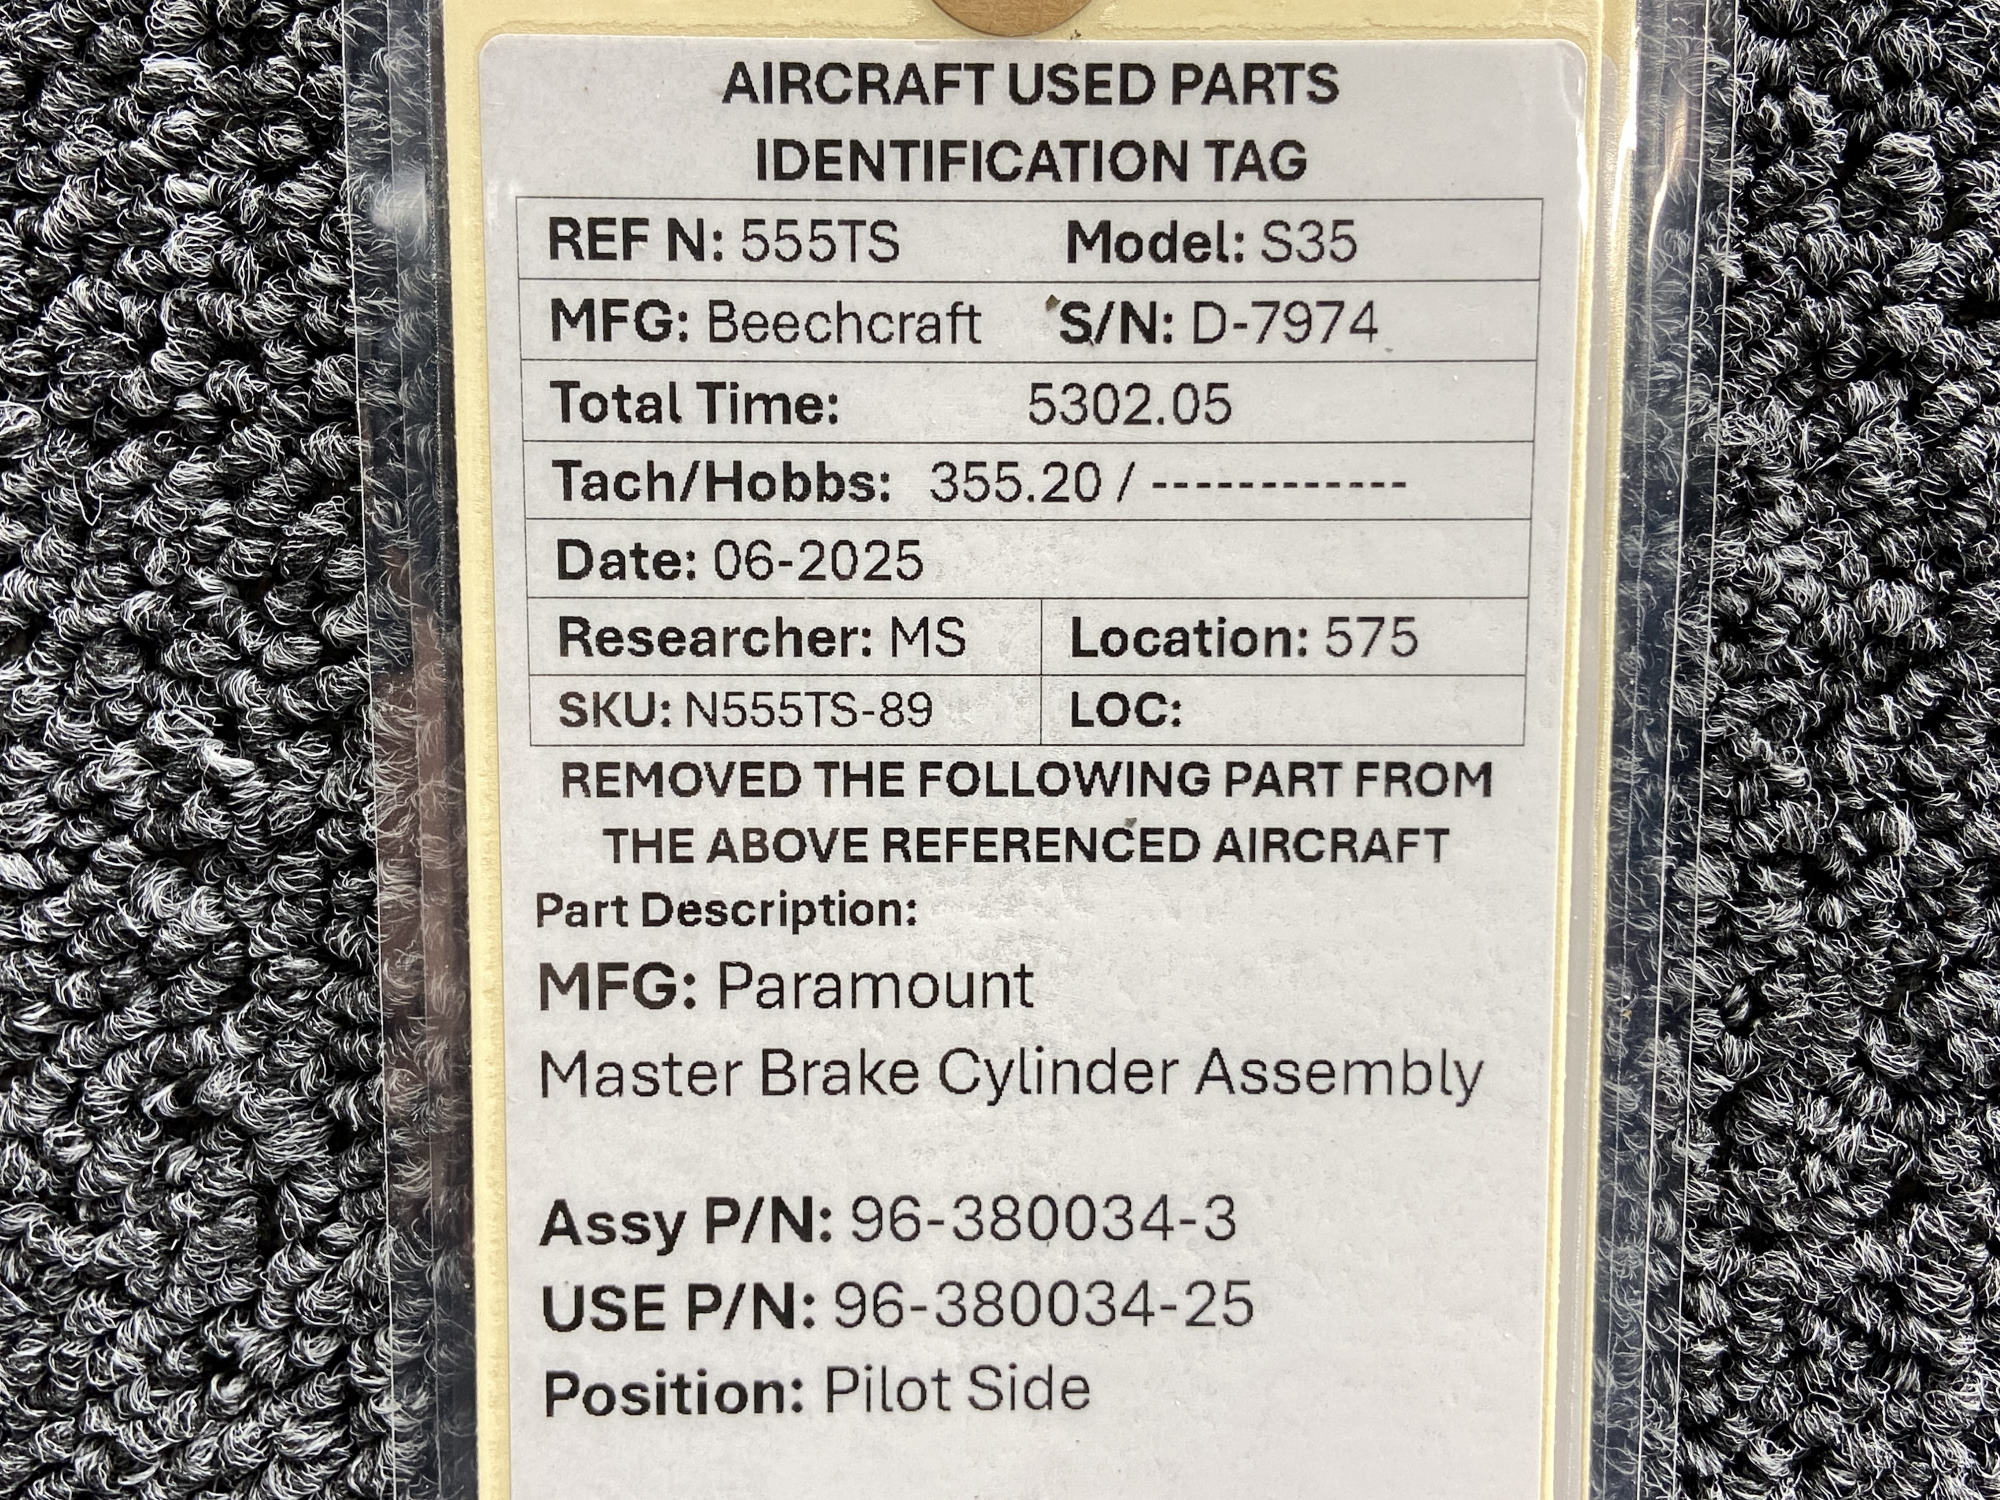 AIRCRAFT USED PARTS
IDENTIFICATION TAG
REF N: 555TS Model: S35
MFG: Beechcraft S/N: D-7974
Total Time: 5302.05
Tach/Hobbs: 355.20 / ------------
Date: 06-2025
Researcher: MS Location: 575
SKU: N555TS-89 LOC:
REMOVED THE FOLLOWING PART FROM
THE ABOVE REFERENCED AIRCRAFT
Part Description:
MFG: Paramount
Master Brake Cylinder Assembly
Assy P/N: 96-380034-3
USE P/N: 96-380034-25
Position: Pilot Side